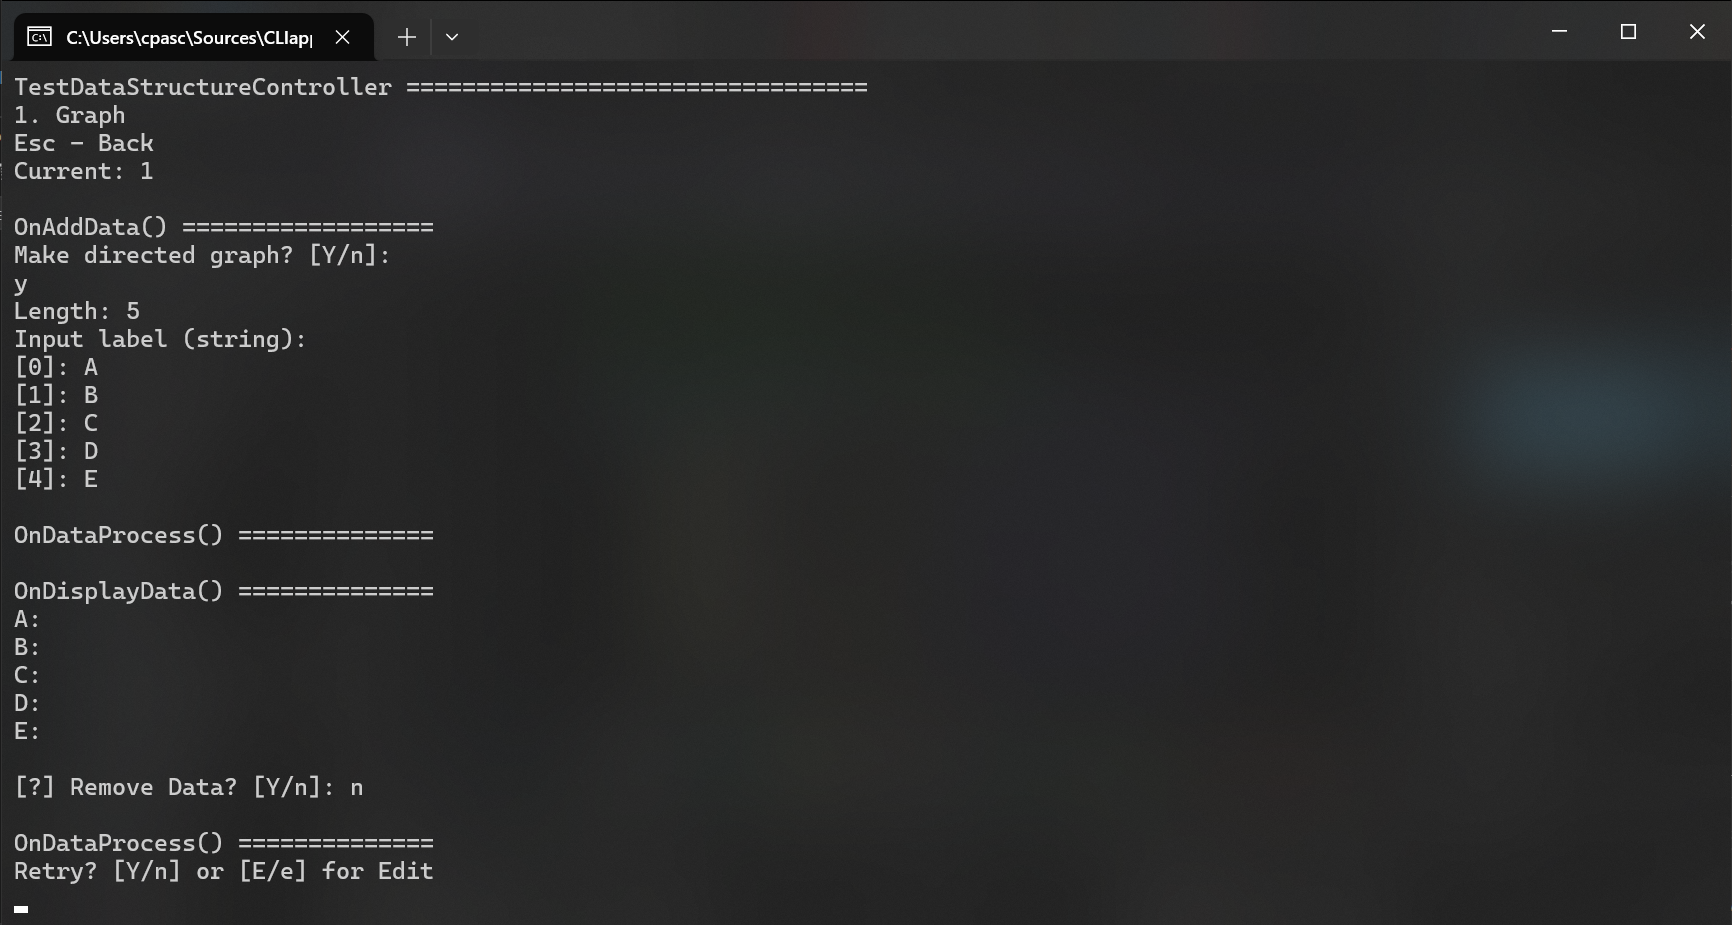 C:\Users\cpasc\Sources\CLIap
TestDataStructureController =================================
1. Graph
Esc - Back
Current: 1
OnAddData() ==================
Make directed graph? [Y/n]:
y
Length: 5
Input label (string):
[0]: A
[1]: B
[2]: C
[3]: D
[4]: E
OnDataProcess() ==============
OnDisplayData() ==============
A:
B:
C:
D:
E:
[?] Remove Data? [Y/n]: n
OnDataProcess() ==============
Retry? [Y/n] or [E/e] for Edit